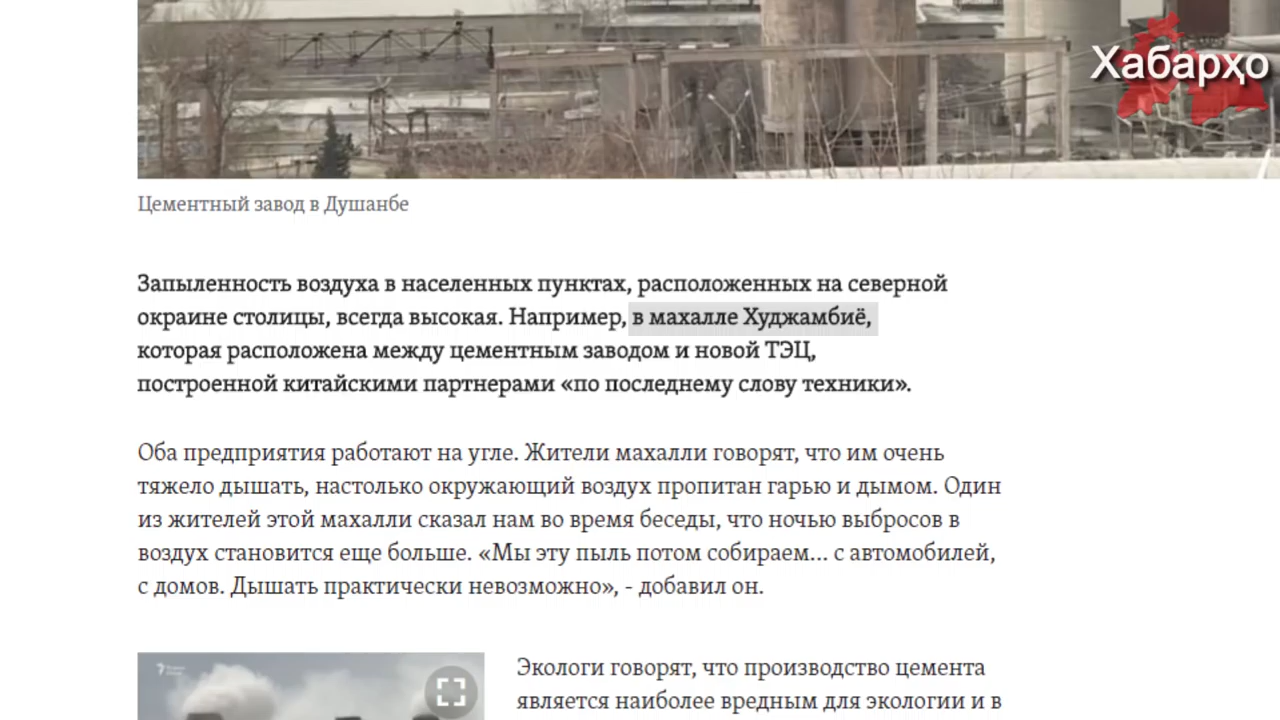 Хабарҳо
Цементный завод в Душанбе
Запыленность воздуха в населенных пунктах, расположенных на северной
окраине столицы, всегда высокая. Например, в махалле Худжамбиё,
которая расположена между цементным заводом и новой ТЭЦ,
построенной китайскими партнерами «по последнему слову техники».
Оба предприятия работают на угле. Жители махалли говорят, что им очень
тяжело дышать, настолько окружающий воздух пропитан гарью и дымом. Один
из жителей этой махалли сказал нам во время беседы, что ночью выбросов в
воздух становится еще больше. «Мы эту пыль потом собираем... с автомобилей,
с домов. Дышать практически невозможно», - добавил он.
Экологи говорят, что производство цемента
является наиболее вредным для экологии и в